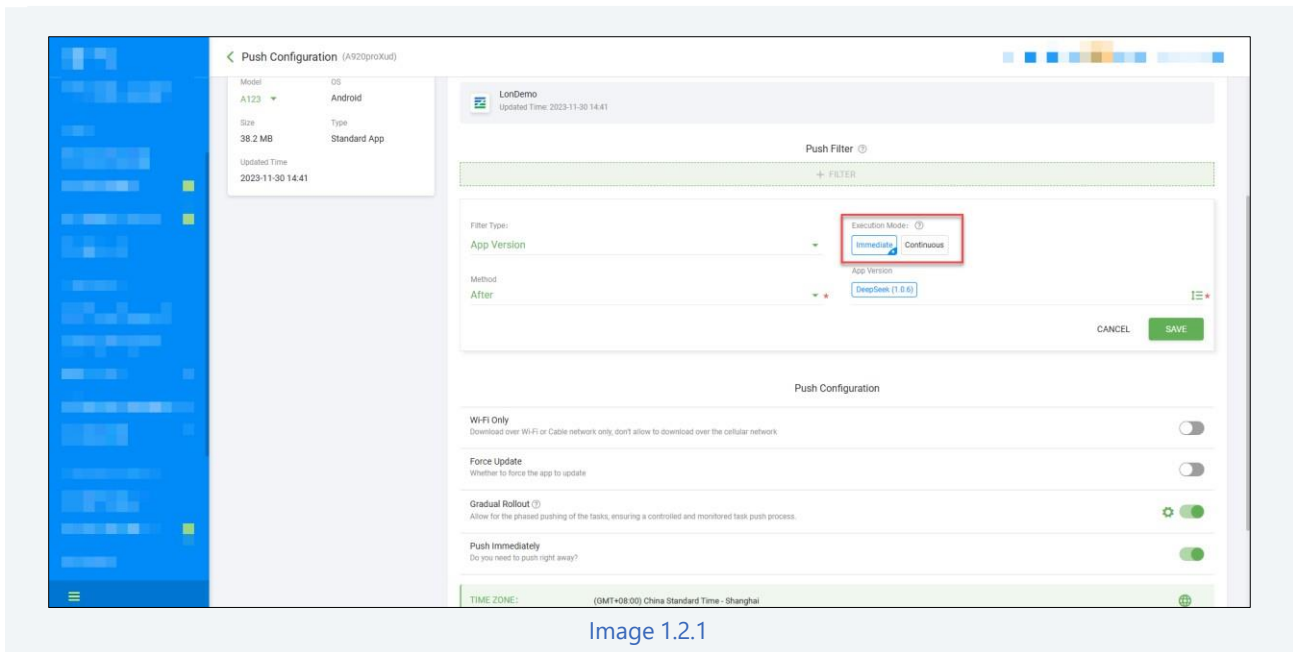 Push Configuration (A920proXud)
Model OS
A123 Android
Size Type
38.2 MB Standard App
Updated Time
2023-11-30 14:41
LonDemo
Updated Time: 2023-11-30 14:41
Push Filter
+ FILTER
Filter Type:
App Version
Execution Mode:
Immediate Continuous
Method
After
App Version
DeepSeek (1.0.6)
CANCEL SAVE
Push Configuration
Wi-Fi Only
Download over Wi-Fi or Cable network only, don't allow to download over the cellular network
Force Update
Whether to force the app to update
Gradual Rollout
Allow for the phased pushing of the tasks, ensuring a controlled and monitored task push process.
Push Immediately
Do you need to push right away?
TIME ZONE: (GMT+08:00) China Standard Time - Shanghai
Image 1.2.1